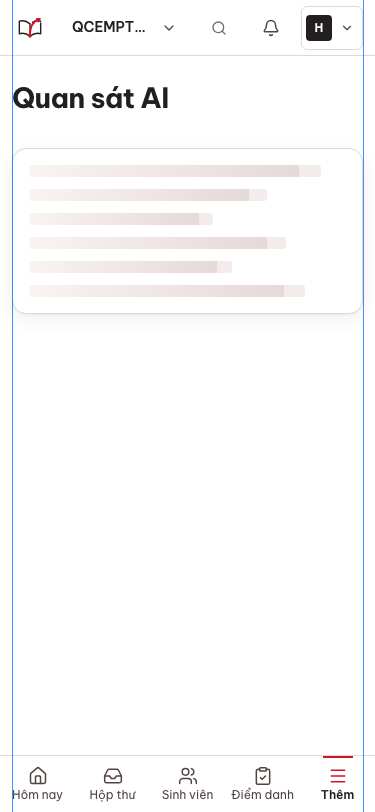 QCEMPT...
H
Quan sát AI
Hôm nay
Hộp thư
Sinh viên
Điểm danh
Thêm